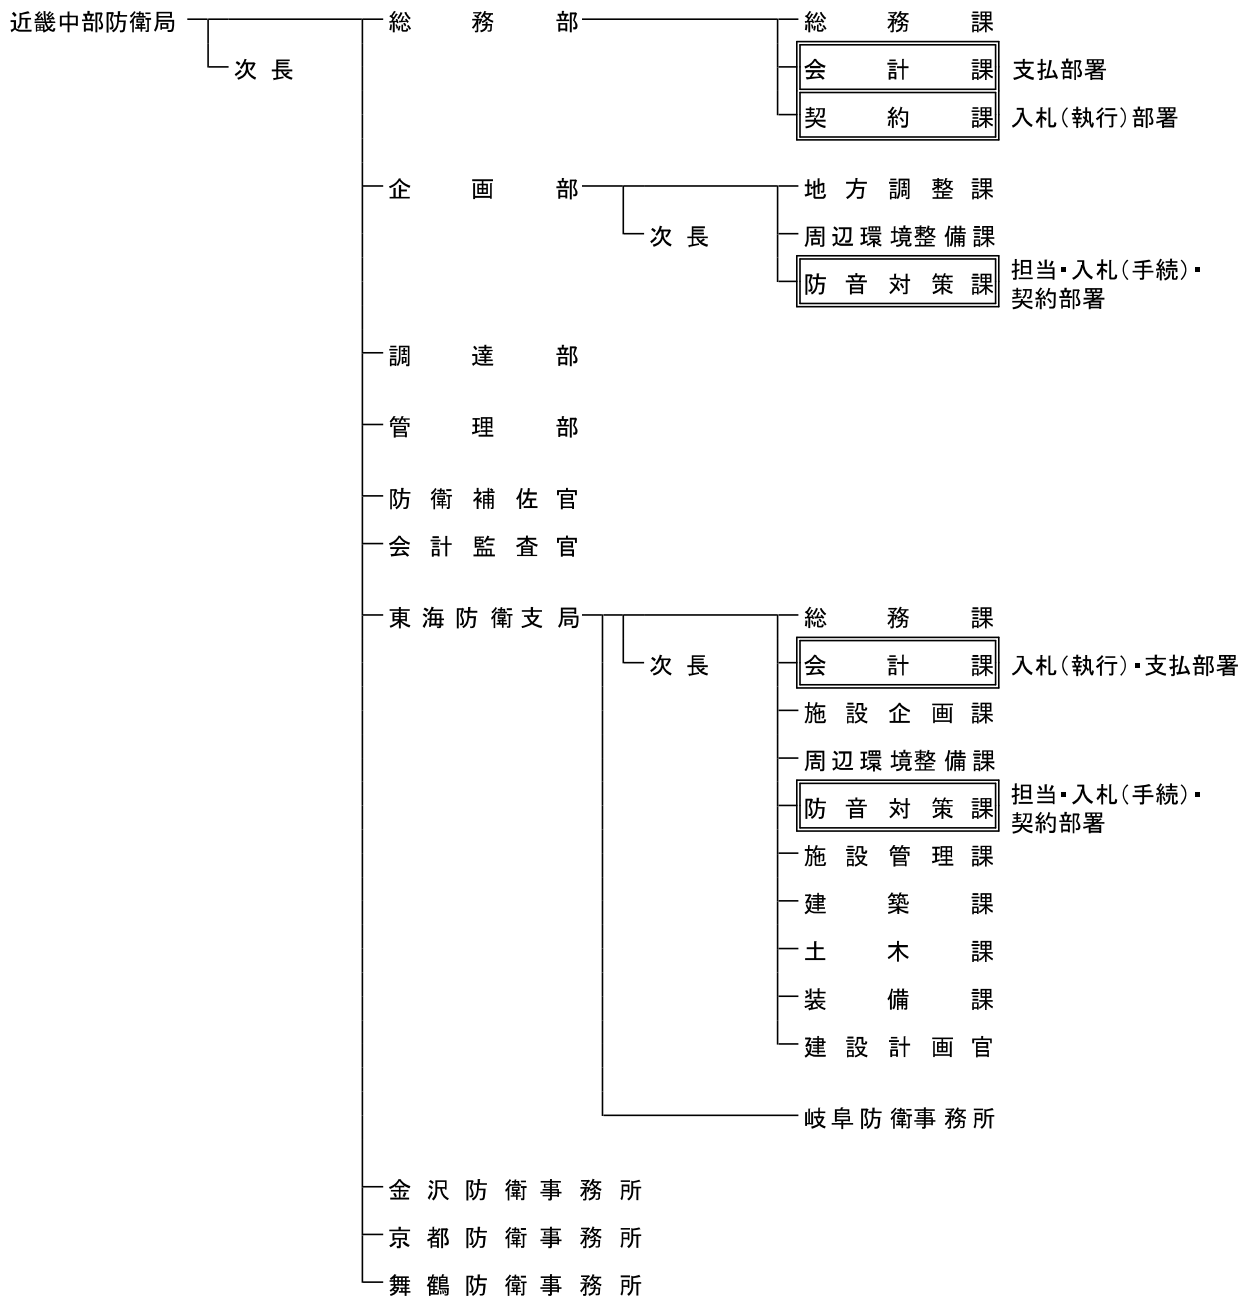 近畿中部防衛局 総務部 総務課
次長 会計課 支払部署
契約課 入札（執行）部署
企画部 地方調整課
次長 周辺環境整備課
防音対策課 担当・入札（手続）・
契約部署
調達部
管理部
防衛補佐官
会計監査官
東海防衛支局 総務課
次長 会計課 入札（執行）・支払部署
施設企画課
周辺環境整備課
防音対策課 担当・入札（手続）・
契約部署
施設管理課
建築課
土木課
装備課
建設計画官
岐阜防衛事務所
金沢防衛事務所
京都防衛事務所
舞鶴防衛事務所